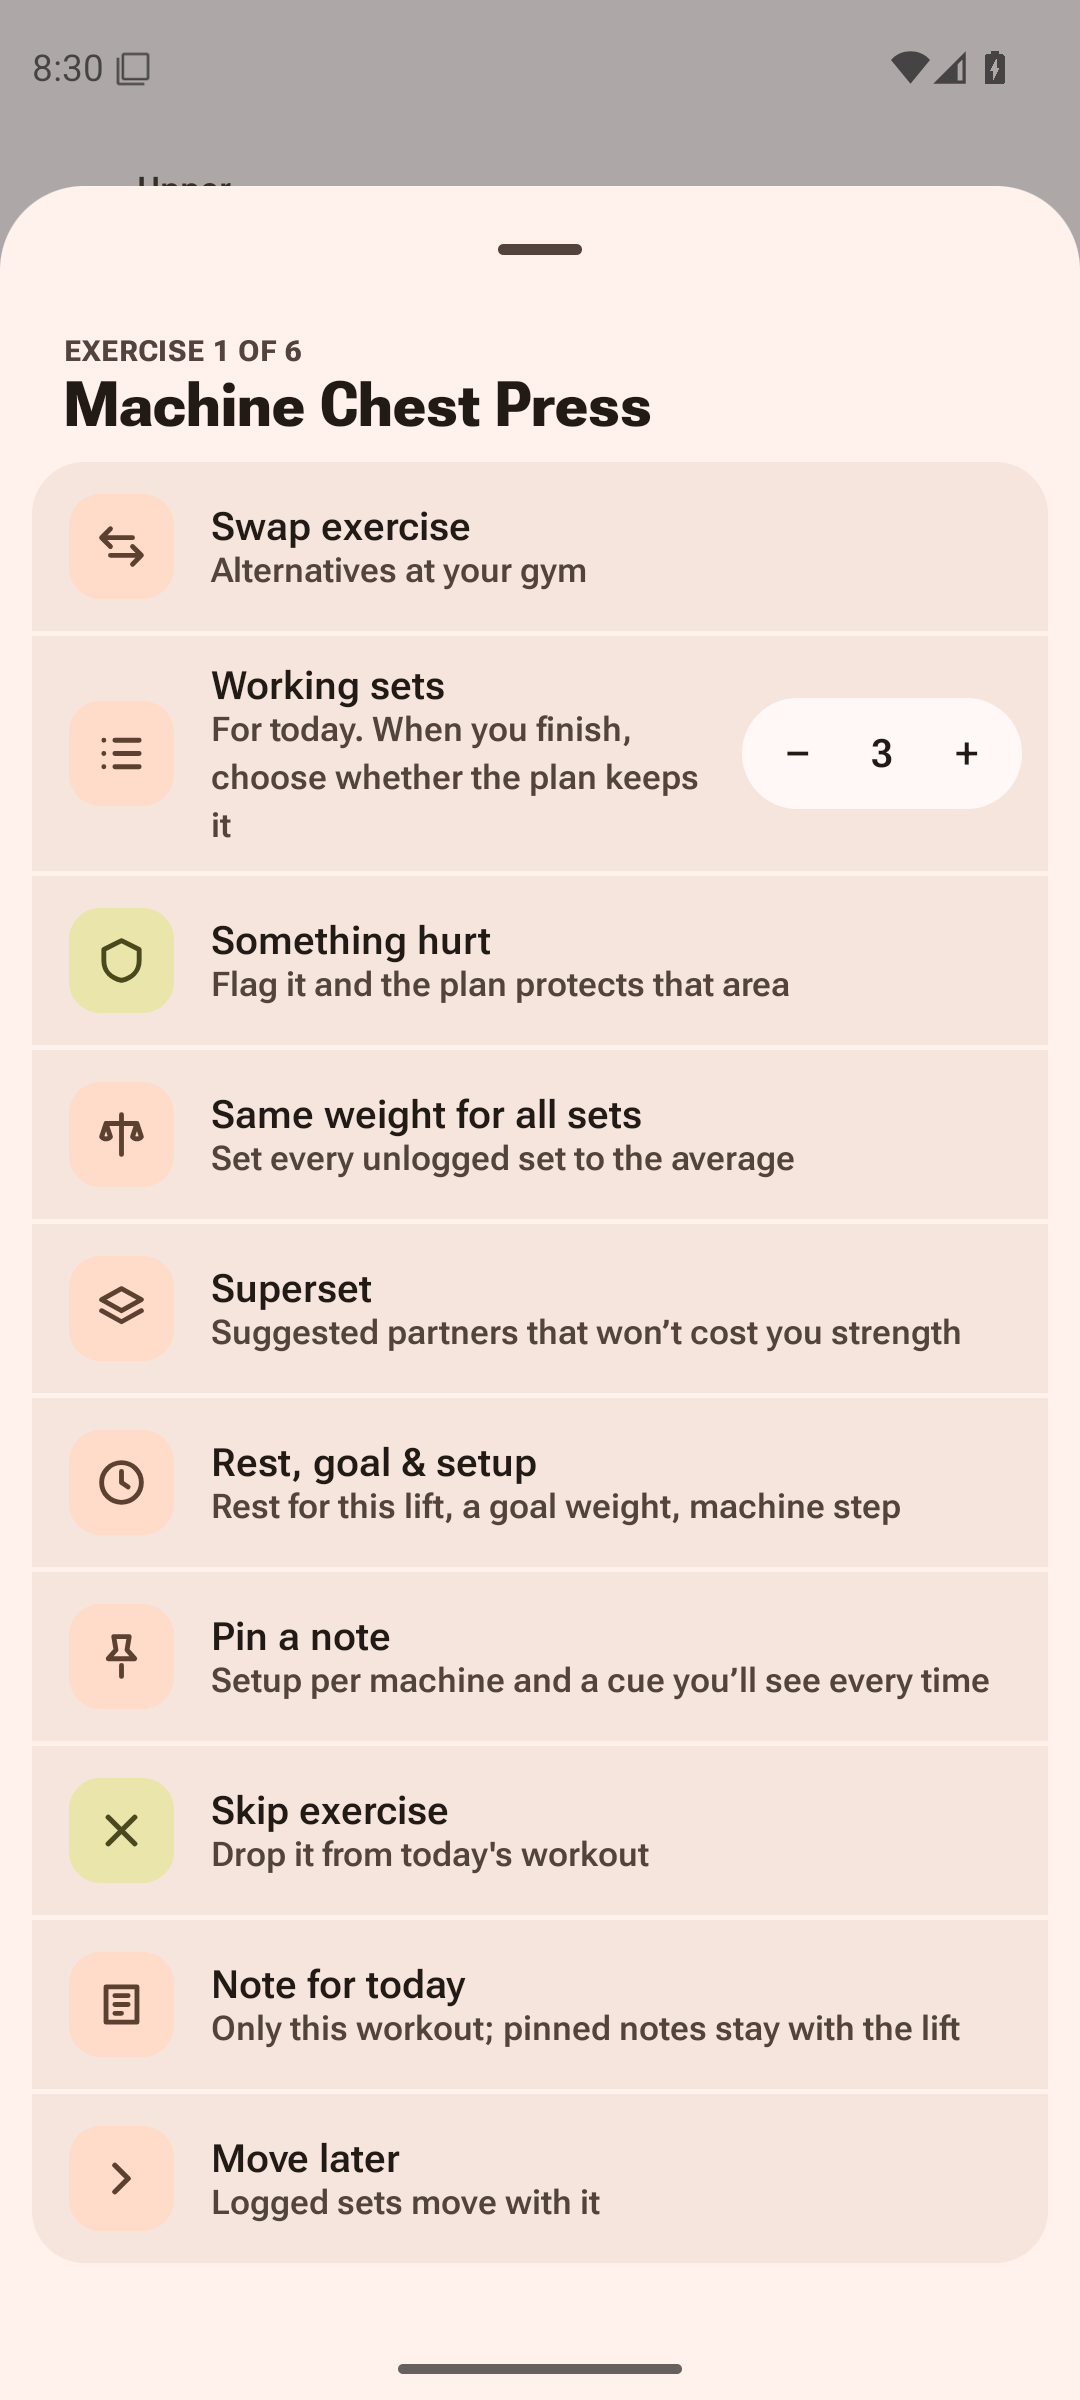 8:30
Upper
EXERCISE 1 OF 6
Machine Chest Press
Swap exercise
Alternatives at your gym
Working sets
For today. When you finish,
choose whether the plan keeps
it
− 3 +
Something hurt
Flag it and the plan protects that area
Same weight for all sets
Set every unlogged set to the average
Superset
Suggested partners that won’t cost you strength
Rest, goal & setup
Rest for this lift, a goal weight, machine step
Pin a note
Setup per machine and a cue you’ll see every time
Skip exercise
Drop it from today's workout
Note for today
Only this workout; pinned notes stay with the lift
Move later
Logged sets move with it